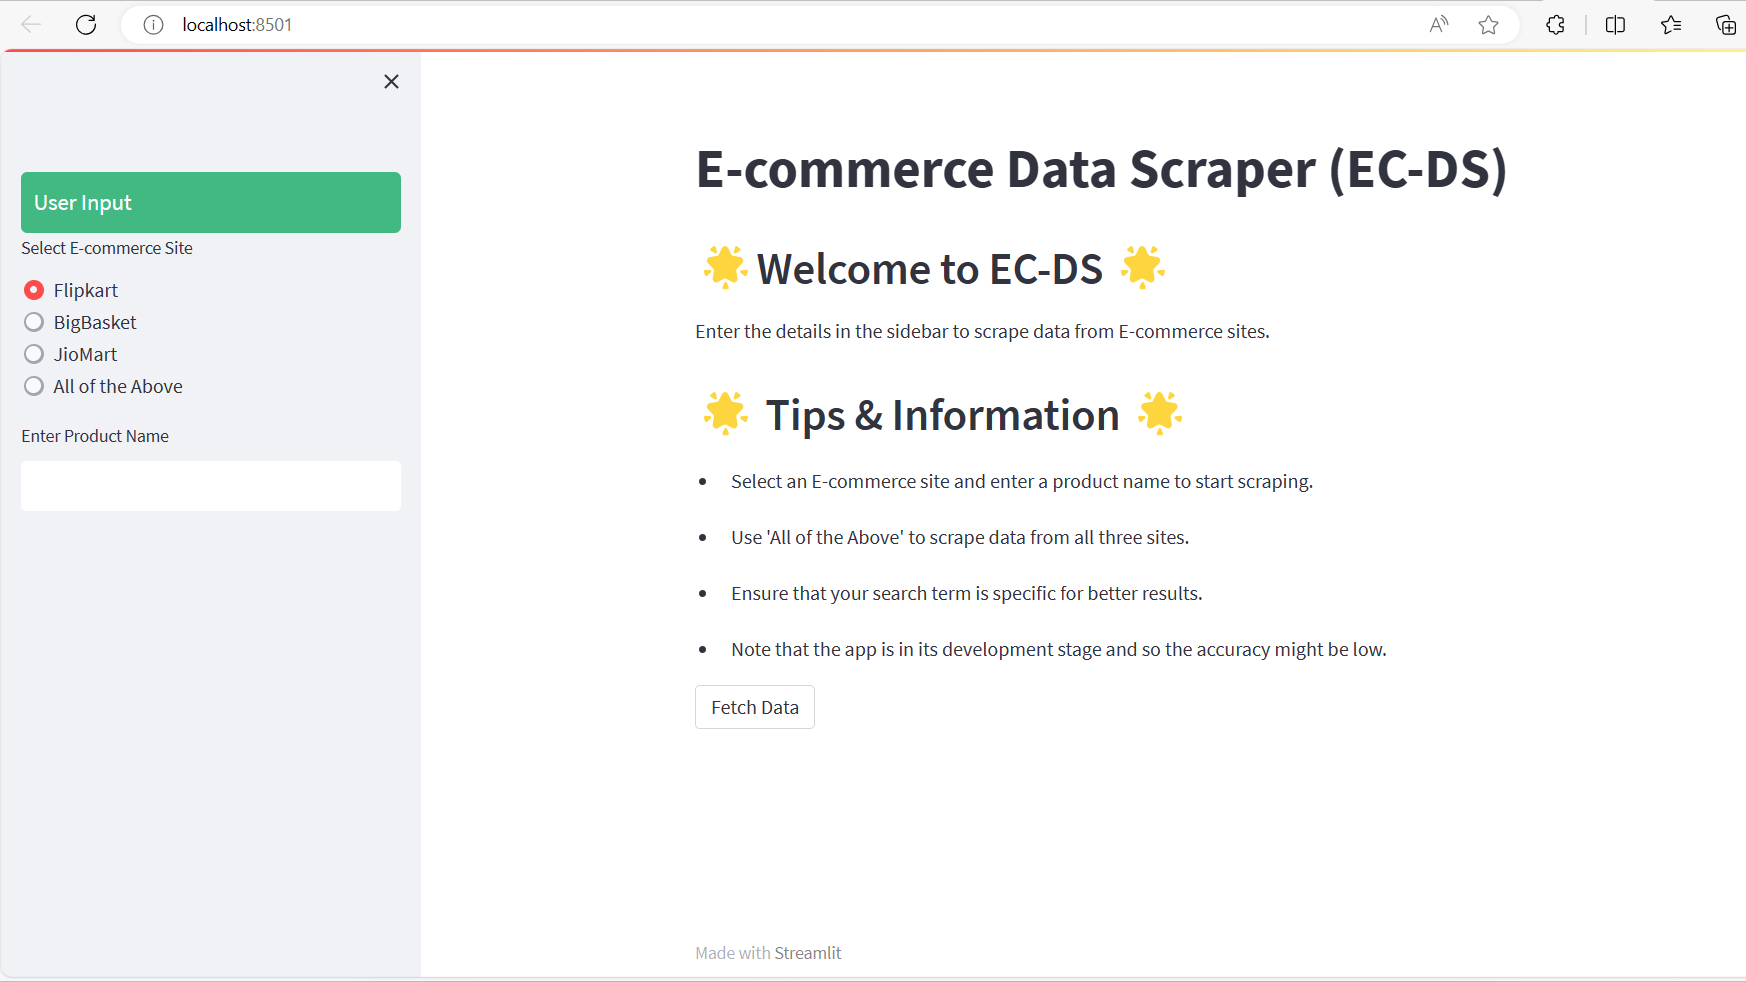 localhost:8501
User Input
Select E-commerce Site
Flipkart
BigBasket
JioMart
All of the Above
Enter Product Name
E-commerce Data Scraper (EC-DS)
🌟 Welcome to EC-DS 🌟
Enter the details in the sidebar to scrape data from E-commerce sites.
🌟 Tips & Information 🌟
• Select an E-commerce site and enter a product name to start scraping.
• Use 'All of the Above' to scrape data from all three sites.
• Ensure that your search term is specific for better results.
• Note that the app is in its development stage and so the accuracy might be low.
Fetch Data
Made with Streamlit